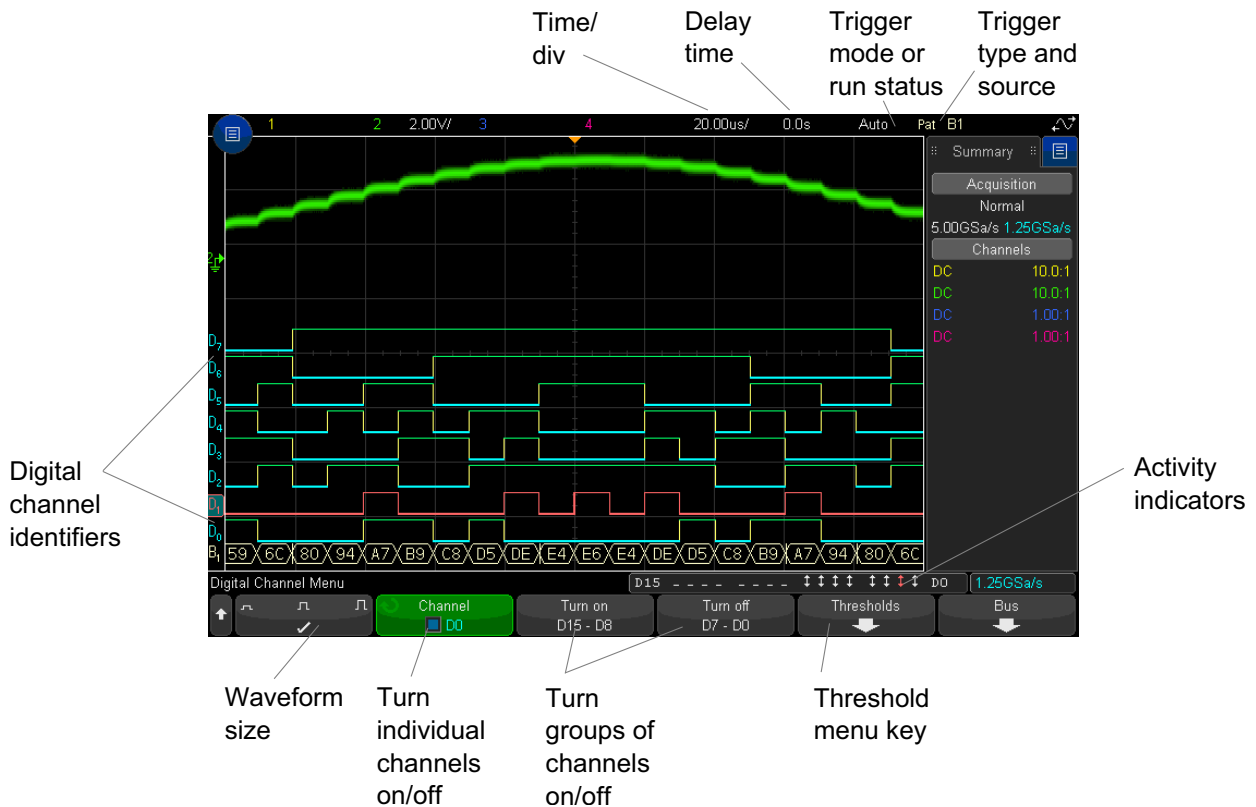 Time/
div
Delay
time
Trigger
mode or
run status
Trigger
type and
source
1 2 2.00V/ 3 4 20.00us/ 0.0s Auto Pat B1
Summary
Acquisition
Normal
5.00GSa/s 1.25GSa/s
Channels
DC 10.0:1
DC 10.0:1
DC 1.00:1
DC 1.00:1
2
D7
D6
D5
D4
D3
D2
D1
D0
B1 59 6C 80 94 A7 B9 C8 D5 DE E4 E6 E4 DE D5 C8 B9 A7 94 80 6C
Digital
channel
identifiers
Activity
indicators
Digital Channel Menu
D15 _ _ _ _ _ _ _ _ ↕ ↕ ↕ ↕ ↕ ↕ ↕ ↕ D0 1.25GSa/s
Channel
D0
Turn on
D15 - D8
Turn off
D7 - D0
Thresholds
Bus
Waveform
size
Turn
individual
channels
on/off
Turn
groups of
channels
on/off
Threshold
menu key